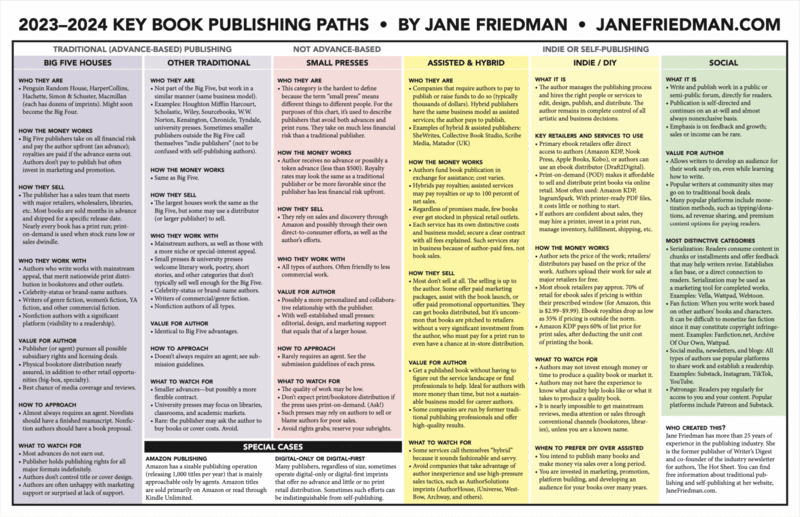 2023–2024 KEY BOOK PUBLISHING PATHS • BY JANE FRIEDMAN • JANEFRIEDMAN.COM
TRADITIONAL (ADVANCE-BASED) PUBLISHING
NOT ADVANCE-BASED
INDIE OR SELF-PUBLISHING
BIG FIVE HOUSES
WHO THEY ARE
• Penguin Random House, HarperCollins,
Hachette, Simon & Schuster, Macmillan
(each has dozens of imprints). Might soon
become the Big Four.
HOW THE MONEY WORKS
• Big Five publishers take on all financial risk
and pay the author upfront (an advance);
royalties are paid if the advance earns out.
Authors don't pay to publish but often
invest in marketing and promotion.
HOW THEY SELL
• The publisher has a sales team that meets
with major retailers, wholesalers, libraries,
etc. Most books are sold months in advance
and shipped for a specific release date.
Nearly every book has a print run; print-
on-demand is used when stock runs low or
sales dwindle.
WHO THEY WORK WITH
• Authors who write works with mainstream
appeal, that merit nationwide print distri-
bution in bookstores and other outlets.
• Celebrity-status or brand-name authors.
• Writers of genre fiction, women's fiction, YA
fiction, and other commercial fiction.
• Nonfiction authors with a significant
platform (visibility to a readership).
VALUE FOR AUTHOR
• Publisher (or agent) pursues all possible
subsidiary rights and licensing deals.
• Physical bookstore distribution nearly
assured, in addition to other retail oppor-
tunities (big-box, specialty).
• Best chance of media coverage and reviews.
HOW TO APPROACH
• Almost always requires an agent. Novelists
should have a finished manuscript. Nonfic-
tion authors should have a book proposal.
WHAT TO WATCH FOR
• Most advances do not earn out.
• Publisher holds publishing rights for all
major formats indefinitely.
• Authors don't control title or cover design.
• Authors are often unhappy with marketing
support or surprised at lack of support.
OTHER TRADITIONAL
WHO THEY ARE
• Not part of the Big Five, but work in a
similar manner (same business model).
• Examples: Houghton Mifflin Harcourt,
Scholastic, Wiley, Sourcebooks, W.W.
Norton, Kensington, Chronicle, Tyndale,
university presses. Sometimes smaller
publishers outside the Big Five call
themselves "indie publishers" (not to be
confused with self-publishing authors).
HOW THE MONEY WORKS
• Same as Big Five.
HOW THEY SELL
• The largest houses work the same as Big
Five, but some may use a distributor
(or larger publisher) to sell.
WHO THEY WORK WITH
• Mainstream authors, as well as those with
a more niche or special-interest appeal.
• Small presses & university presses
welcome literary work, poetry, short
stories, and other categories that don't
typically sell well enough for the Big Five.
• Celebrity-status or brand-name authors.
• Writers of commercial/genre fiction.
• Nonfiction authors of all types.
VALUE FOR AUTHOR
• Identical to Big Five advantages.
HOW TO APPROACH
• Doesn't always require an agent; see sub-
mission guidelines.
WHAT TO WATCH FOR
• Smaller advances—but possibly a more
flexible contract.
• University presses may focus on libraries,
classrooms, and academic markets.
• Rare: the publisher may ask the author to
buy books or cover costs. Avoid.
SMALL PRESSES
WHO THEY ARE
• This category is the hardest to define
because the term "small press" means
different things to different people. For the
purposes of this chart, it's used to describe
publishers that avoid both advances and
print runs. They take on much less financial
risk than a traditional publisher.
HOW THE MONEY WORKS
• Author receives no advance or possibly a
token advance (less than $500). Royalty
rates may look the same as a traditional
publisher or be more favorable since the
publisher has less financial risk upfront.
HOW THEY SELL
• They rely on sales and discovery through
Amazon and possibly through their own
direct-to-consumer efforts, as well as
the author's efforts.
WHO THEY WORK WITH
• All types of authors. Often friendly to less
commercial work.
VALUE FOR AUTHOR
• Possibly a more personalized and collabora-
tive relationship with the publisher.
• With well-established small presses:
editorial, design, and marketing support
that equals that of a larger house.
HOW TO APPROACH
• Rarely requires an agent. See the
submission guidelines of each press.
WHAT TO WATCH FOR
• The quality of work may be low.
• Don't expect print/bookstore distribution if
the press uses print-on-demand. (Ask!)
• Such presses may rely on authors to sell or
blame authors for poor sales.
• Avoid rights grabs; reserve your subrights.
SPECIAL CASES
AMAZON PUBLISHING
Amazon has a sizable publishing operation
(releasing 1,000 titles per year) that is mainly
approachable only by agents. Amazon titles
are sold primarily on Amazon or read through
Kindle Unlimited.
DIGITAL-ONLY OR DIGITAL-FIRST
Many publishers, regardless of size, sometimes
operate digital-only or digital-first imprints
that offer no advance and little or no print
retail distribution. Sometimes such efforts can
be indistinguishable from self-publishing.
ASSISTED & HYBRID
WHO THEY ARE
• Companies that require authors to pay to
publish or raise funds to do so (typically
thousands of dollars). Hybrid publishers
have the same business model as assisted
services; the author pays to publish.
• Examples of hybrid & assisted publishers:
SheWrites, Collective Book Studio, Scribe
Media, Matador (UK)
HOW THE MONEY WORKS
• Authors fund book publication in
exchange for assistance; cost varies.
• Hybrids pay royalties; assisted services
may pay royalties or up to 100 percent of
net sales.
• Regardless of promises made, few books
ever get stocked in physical retail outlets.
• Each service has its own distinctive costs
and business model; secure a clear contract
with all fees explained. Such services stay
in business because of author-paid fees, not
book sales.
HOW THEY SELL
• Most don't sell at all. The selling is up to
the author. Some offer paid marketing
packages, assist with the book launch, or
offer paid promotional opportunities. They
can get books distributed, but it's uncom-
mon that books are pitched to retailers
without a very significant investment from
the author, who must pay for a print run
to even have a chance at in-store distribution.
VALUE FOR AUTHOR
• Get a published book without having to
figure out the service landscape or find
professionals to help. Ideal for authors with
more money than time, but not a sustain-
able business model for career authors.
• Some companies are run by former tradi-
tional publishing professionals and offer
high-quality results.
WHAT TO WATCH FOR
• Some services call themselves "hybrid"
because it sounds fashionable and savvy.
• Avoid companies that take advantage of
author inexperience and use high-pressure
sales tactics, such as AuthorSolutions
imprints (AuthorHouse, iUniverse, West-
Bow, Archway, and others).
INDIE / DIY
WHAT IT IS
• The author manages the publishing process
and hires the right people or services to
edit, design, publish, and distribute. The
author remains in complete control of all
artistic and business decisions.
KEY RETAILERS AND SERVICES TO USE
• Primary ebook retailers offer direct
access to authors (Amazon KDP, Nook
Press, Apple Books, Kobo), or authors can
use an ebook distributor (Draft2Digital).
• Print-on-demand (POD) makes it affordable
to sell and distribute print books via online
retail. Most often used: Amazon KDP,
IngramSpark. With printer-ready PDF files,
it costs little or nothing to start.
• If authors are confident about sales, they
may hire a printer, invest in a print run,
manage inventory, fulfillment, shipping, etc.
HOW THE MONEY WORKS
• Author sets the price of the work; retailers/
distributors pay based on the price of the
work. Authors upload their work for sale at
major retailers for free.
• Most ebook retailers pay approx. 70% of
retail for ebook sales if pricing is within
their prescribed window (for Amazon, this
is $2.99–$9.99). Ebook royalties drop as low
as 35% if pricing is outside the norm.
• Amazon KDP pays 60% of list price for
print sales, after deducting the unit cost
of printing the book.
WHAT TO WATCH FOR
• Authors may not invest enough money or
time to produce a quality book or market it.
• Authors may not have the experience to
know what quality help looks like or what it
takes to produce a quality book.
• It is nearly impossible to get mainstream
reviews, media attention or sales through
conventional channels (bookstores, librar-
ies), unless you are a known name.
WHEN TO PREFER DIY OVER ASSISTED
• You intend to publish many books and
make money via sales over a long period.
• You are invested in marketing, promotion,
platform building, and developing an
audience for your books over many years.
SOCIAL
WHAT IT IS
• Write and publish work in a public or
semi-public forum, directly for readers.
• Publication is self-directed and
continues on an at-will and almost
always nonexclusive basis.
• Emphasis is on feedback and growth;
sales or income can be rare.
VALUE FOR AUTHOR
• Allows writers to develop an audience for
their work early on, even while learning
how to write.
• Popular writers at community sites may
go on to traditional book deals.
• Many popular platforms include mone-
tization methods, such as tipping/dona-
tions, ad revenue sharing, and premium
content options for paying readers.
MOST DISTINCTIVE CATEGORIES
• Serialization: Readers consume content in
chunks or installments and offer feedback
that may help writers revise. Establishes
a fan base, or a direct connection to
readers. Serialization may be used as a
marketing tool for completed works.
Examples: Vella, Wattpad, Webtoon.
• Fan fiction: When you write work based
on other authors' books and characters.
It can be difficult to monetize fan fiction
since it may constitute copyright infringe-
ment. Examples: Fanfiction.net, Archive
Of Our Own, Wattpad.
• Social media, newsletters, and blogs: All
types of authors use popular platforms
to share work and establish a readership.
Examples: Substack, Instagram, TikTok,
YouTube.
• Patronage: Readers pay regularly for
access to you and your content. Popular
platforms include Patreon and Substack.
WHO CREATED THIS?
Jane Friedman has more than 25 years of
experience in the publishing industry. She
is the former publisher of Writer's Digest
and co-founder of the industry newsletter
for authors, The Hot Sheet. You can find
free information about traditional pub-
lishing and self-publishing at her website,
JaneFriedman.com.